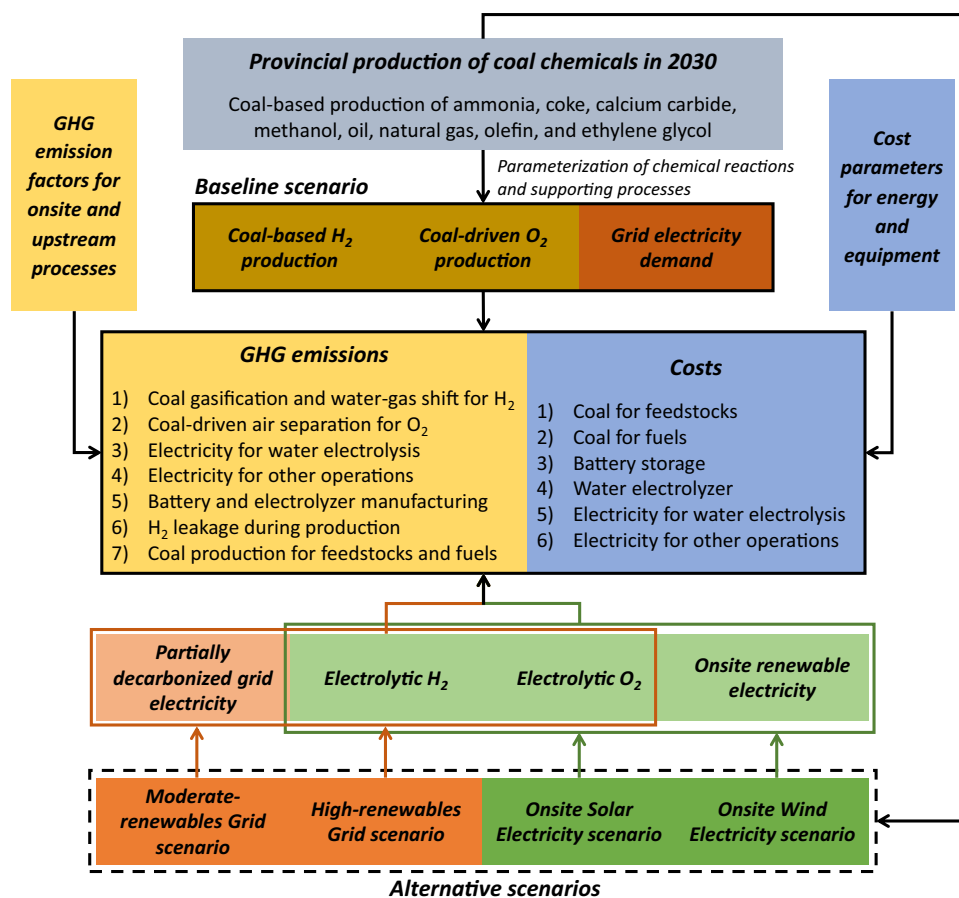 Provincial production of coal chemicals in 2030
Coal-based production of ammonia, coke, calcium carbide,
methanol, oil, natural gas, olefin, and ethylene glycol
GHG
emission
factors for
onsite and
upstream
processes
Cost
parameters
for energy
and
equipment
Parameterization of chemical reactions
and supporting processes
Baseline scenario
Coal-based H₂
production
Coal-driven O₂
production
Grid electricity
demand
GHG emissions
1) Coal gasification and water-gas shift for H₂
2) Coal-driven air separation for O₂
3) Electricity for water electrolysis
4) Electricity for other operations
5) Battery and electrolyzer manufacturing
6) H₂ leakage during production
7) Coal production for feedstocks and fuels
Costs
1) Coal for feedstocks
2) Coal for fuels
3) Battery storage
4) Water electrolyzer
5) Electricity for water electrolysis
6) Electricity for other operations
Partially
decarbonized grid
electricity
Electrolytic H₂
Electrolytic O₂
Onsite renewable
electricity
Moderate-
renewables Grid
scenario
High-renewables
Grid scenario
Onsite Solar
Electricity scenario
Onsite Wind
Electricity scenario
Alternative scenarios